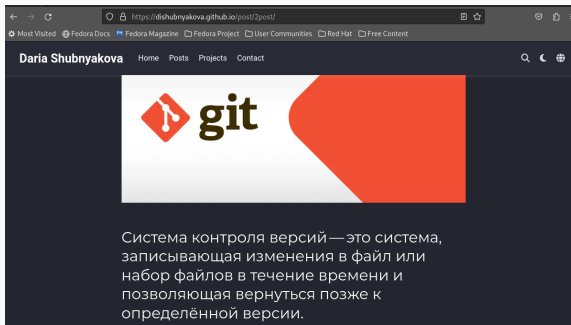 https://dishubnyakova.github.io/post/2post/
Most Visited Fedora Docs Fedora Magazine Fedora Project User Communities Red Hat Free Content
Daria Shubnyakova Home Posts Projects Contact
git
Система контроля версий — это система,
записывающая изменения в файл или
набор файлов в течение времени и
позволяющая вернуться позже к
определённой версии.